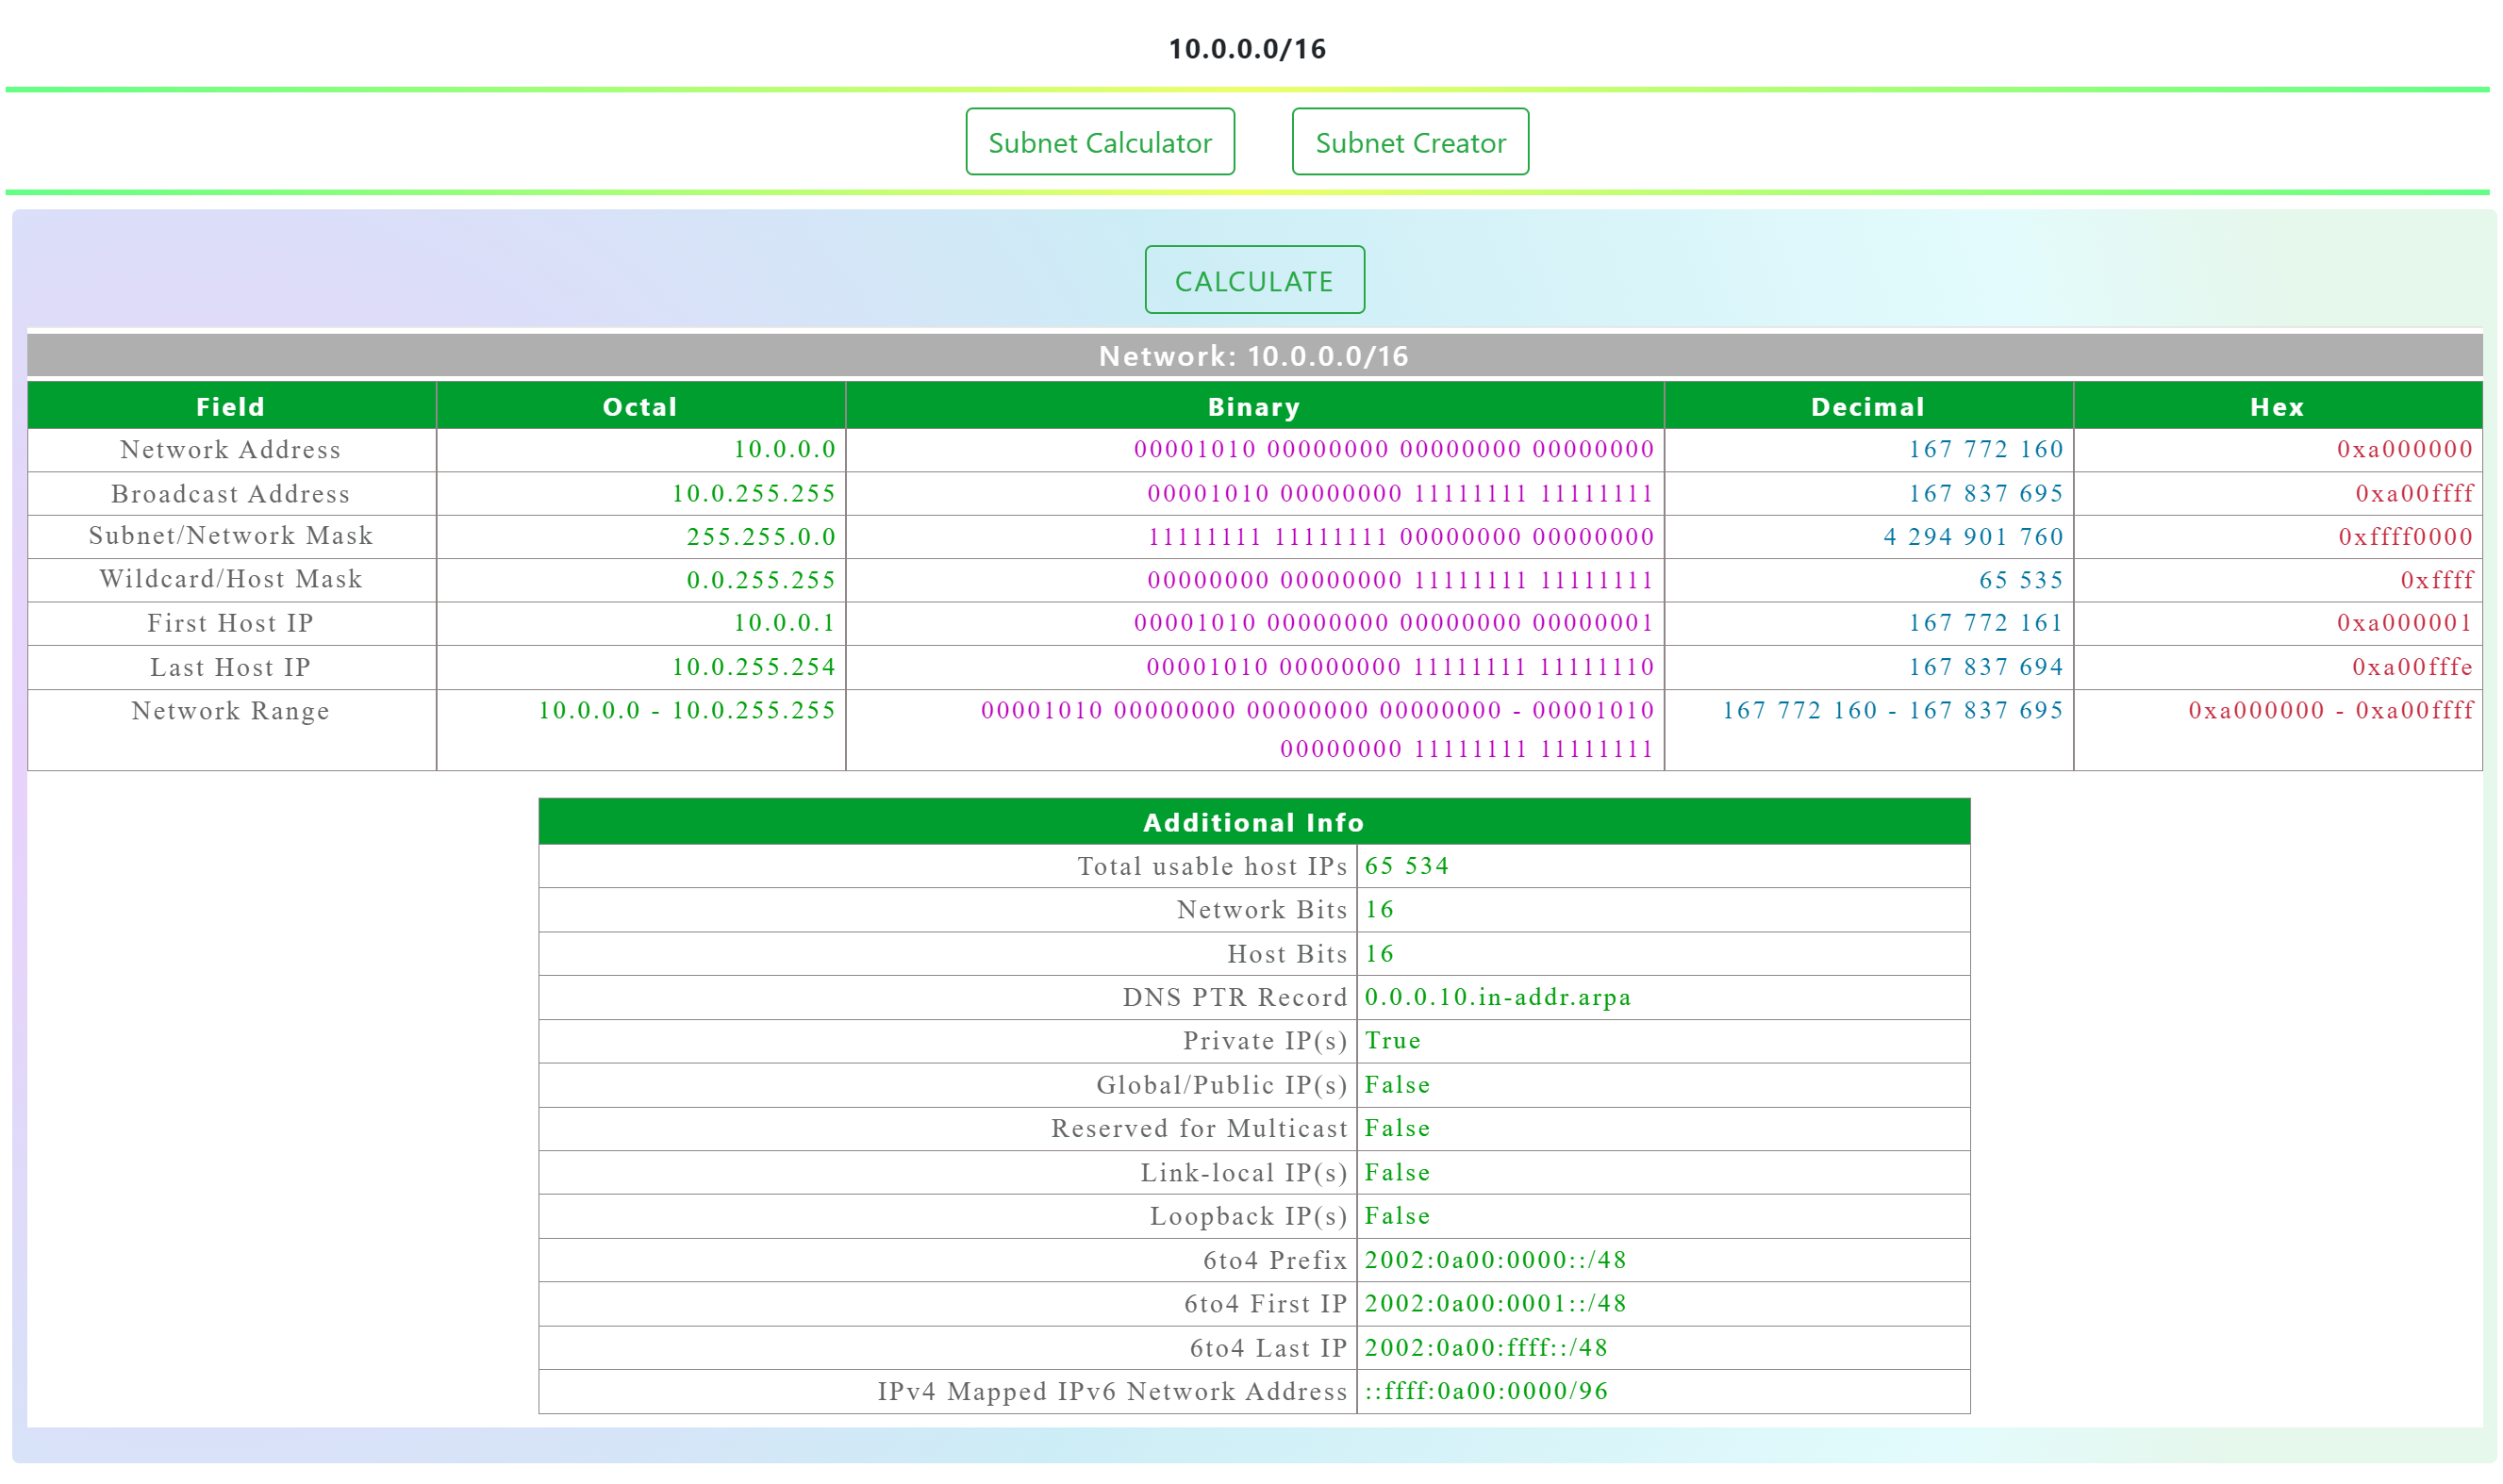 10.0.0.0/16
Subnet Calculator Subnet Creator
CALCULATE
Network: 10.0.0.0/16
Field Octal Binary Decimal Hex
Network Address 10.0.0.0 00001010 00000000 00000000 00000000 167 772 160 0xa000000
Broadcast Address 10.0.255.255 00001010 00000000 11111111 11111111 167 837 695 0xa00ffff
Subnet/Network Mask 255.255.0.0 11111111 11111111 00000000 00000000 4 294 901 760 0xffff0000
Wildcard/Host Mask 0.0.255.255 00000000 00000000 11111111 11111111 65 535 0xffff
First Host IP 10.0.0.1 00001010 00000000 00000000 00000001 167 772 161 0xa000001
Last Host IP 10.0.255.254 00001010 00000000 11111111 11111110 167 837 694 0xa00fffe
Network Range 10.0.0.0 - 10.0.255.255 00001010 00000000 00000000 00000000 - 00001010 167 772 160 - 167 837 695 0xa000000 - 0xa00ffff
00000000 11111111 11111111
Additional Info
Total usable host IPs 65 534
Network Bits 16
Host Bits 16
DNS PTR Record 0.0.0.10.in-addr.arpa
Private IP(s) True
Global/Public IP(s) False
Reserved for Multicast False
Link-local IP(s) False
Loopback IP(s) False
6to4 Prefix 2002:0a00:0000::/48
6to4 First IP 2002:0a00:0001::/48
6to4 Last IP 2002:0a00:ffff::/48
IPv4 Mapped IPv6 Network Address ::ffff:0a00:0000/96